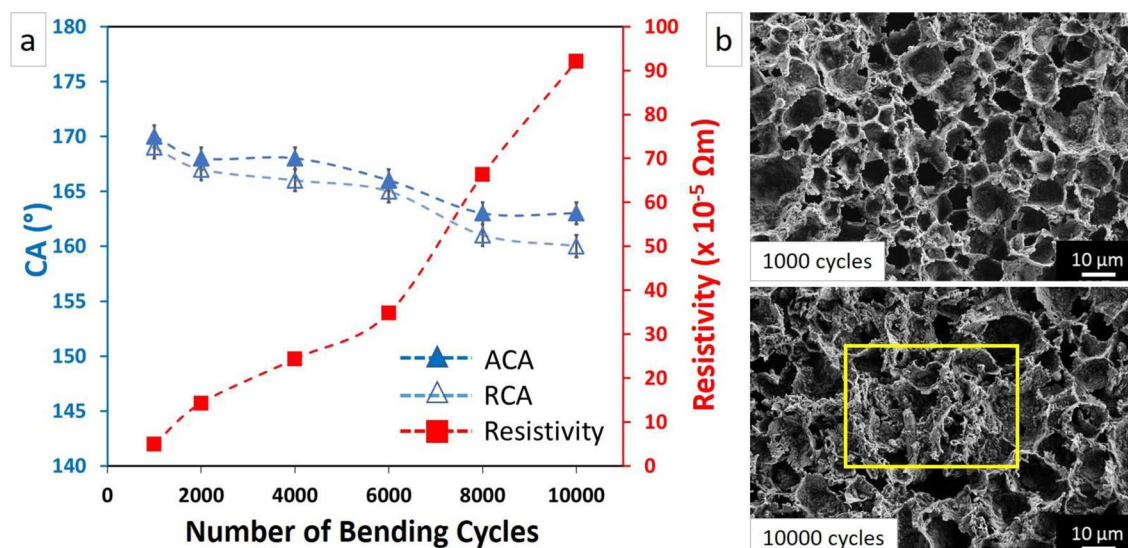 a
180
175
170
165
160
155
150
145
140
CA (°)
0 2000 4000 6000 8000 10000
Number of Bending Cycles
ACA
RCA
Resistivity
100
90
80
70
60
50
40
30
20
10
0
Resistivity (x 10⁻⁵ Ωm)
b
1000 cycles
10 µm
10000 cycles
10 µm